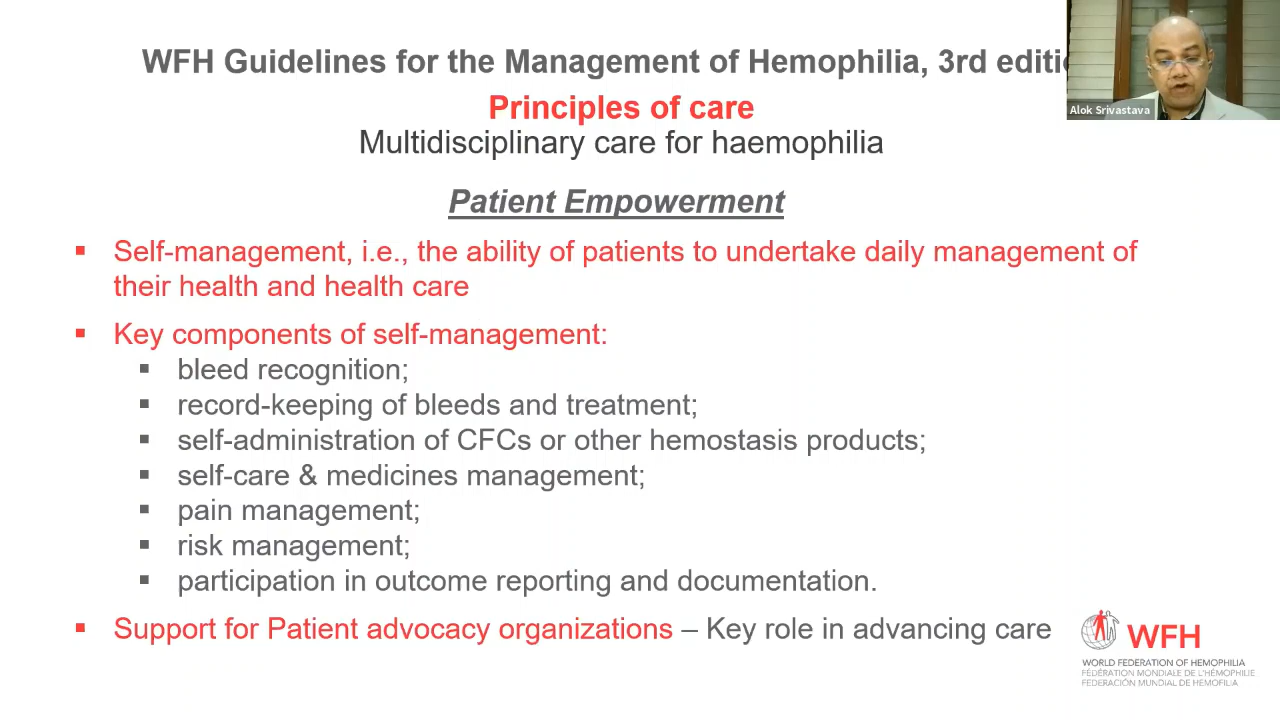 WFH Guidelines for the Management of Hemophilia, 3rd editi
Principles of care
Multidisciplinary care for haemophilia
Alok Srivastava
Patient Empowerment
▪ Self-management, i.e., the ability of patients to undertake daily management of
their health and health care
▪ Key components of self-management:
▪ bleed recognition;
▪ record-keeping of bleeds and treatment;
▪ self-administration of CFCs or other hemostasis products;
▪ self-care & medicines management;
▪ pain management;
▪ risk management;
▪ participation in outcome reporting and documentation.
▪ Support for Patient advocacy organizations – Key role in advancing care
WFH
WORLD FEDERATION OF HEMOPHILIA
FÉDÉRATION MONDIALE DE L'HÉMOPHILIE
FEDERACIÓN MUNDIAL DE HEMOFILIA